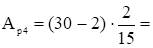 A_p4 = (30 – 2) · 2/15 =